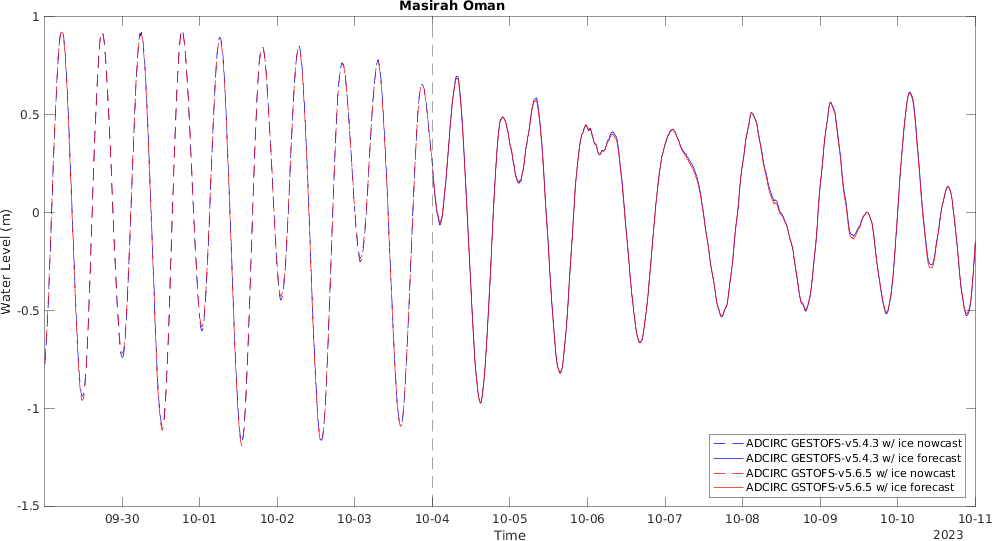 Masirah Oman
1
0.5
0
-0.5
-1
-1.5
Water Level (m)
ADCIRC GESTOFS-v5.4.3 w/ ice nowcast
ADCIRC GESTOFS-v5.4.3 w/ ice forecast
ADCIRC GSTOFS-v5.6.5 w/ ice nowcast
ADCIRC GSTOFS-v5.6.5 w/ ice forecast
09-30 10-01 10-02 10-03 10-04 10-05 10-06 10-07 10-08 10-09 10-10 10-11
Time
2023